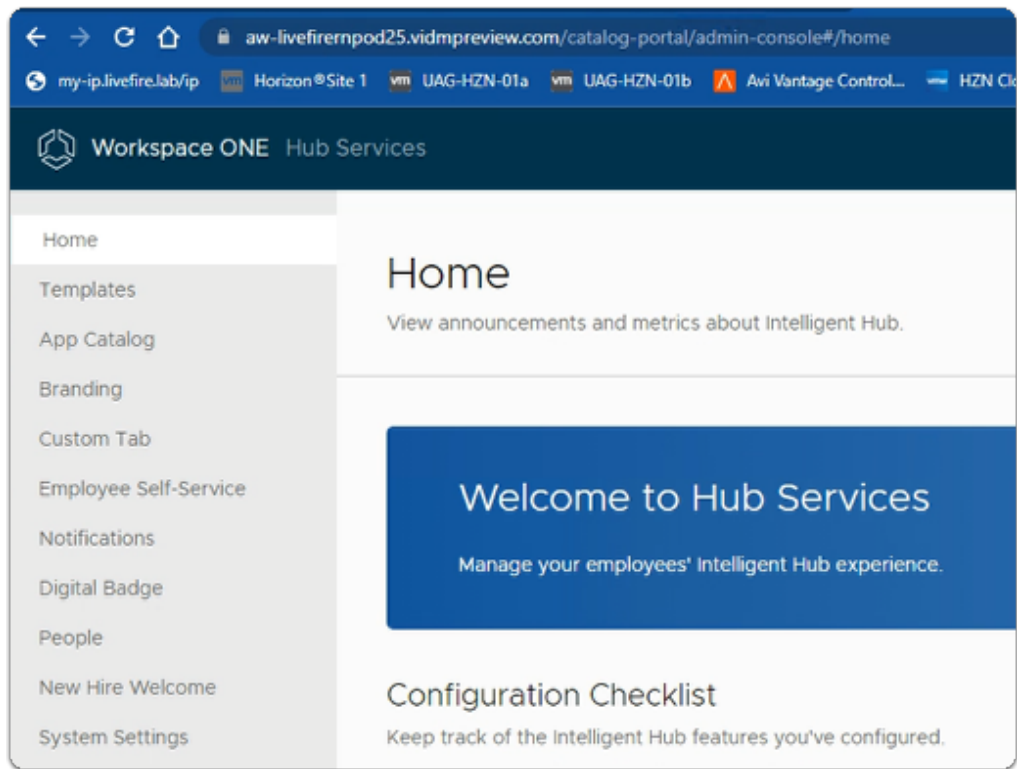 aw-livefirernpod25.vidmpreview.com/catalog-portal/admin-console#/home
my-ip.livefire.lab/ip vm Horizon®Site 1 vm UAG-HZN-01a vm UAG-HZN-01b Avi Vantage Control... HZN Clo
Workspace ONE Hub Services
Home
Templates
App Catalog
Branding
Custom Tab
Employee Self-Service
Notifications
Digital Badge
People
New Hire Welcome
System Settings
Home
View announcements and metrics about Intelligent Hub.
Welcome to Hub Services
Manage your employees' Intelligent Hub experience.
Configuration Checklist
Keep track of the Intelligent Hub features you've configured.